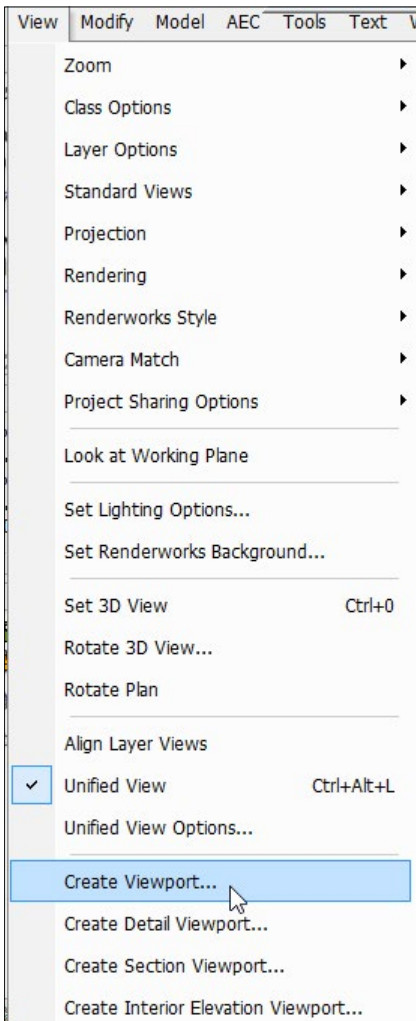 View Modify Model AEC Tools Text
Zoom
Class Options
Layer Options
Standard Views
Projection
Rendering
Renderworks Style
Camera Match
Project Sharing Options
Look at Working Plane
Set Lighting Options...
Set Renderworks Background...
Set 3D View Ctrl+0
Rotate 3D View...
Rotate Plan
Align Layer Views
Unified View Ctrl+Alt+L
Unified View Options...
Create Viewport...
Create Detail Viewport...
Create Section Viewport...
Create Interior Elevation Viewport...